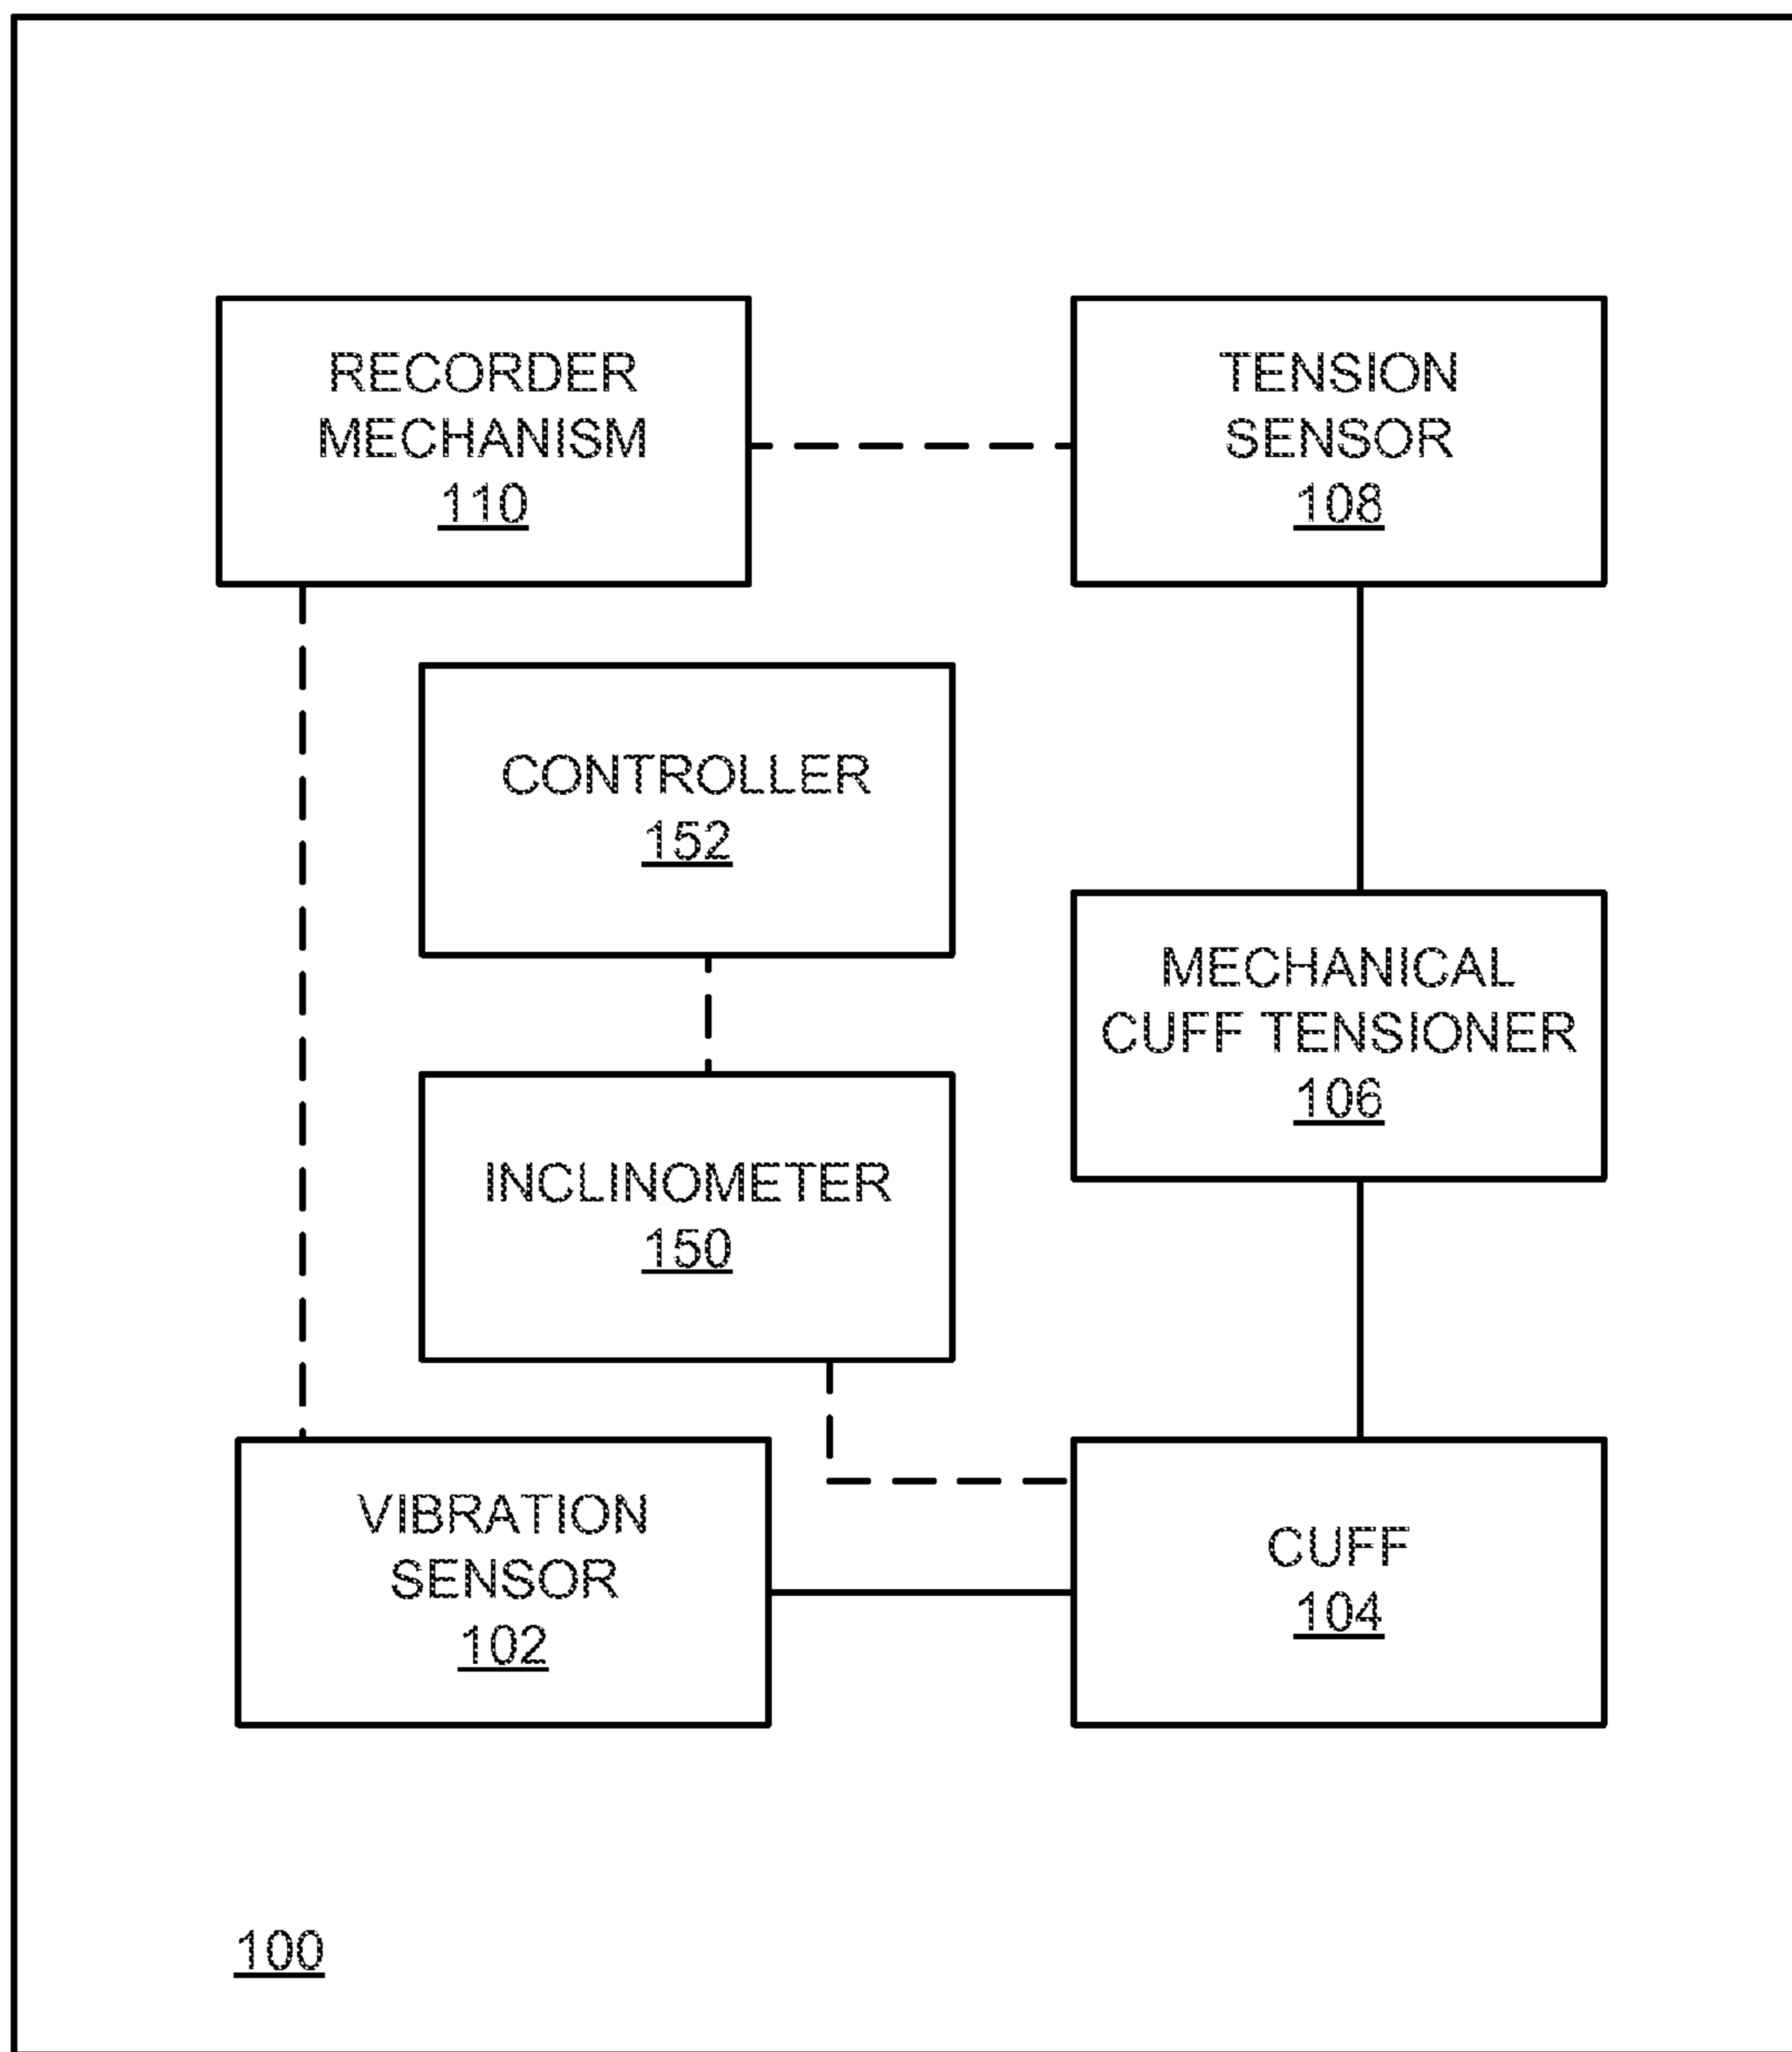 RECORDER
MECHANISM
110
TENSION
SENSOR
108
CONTROLLER
152
MECHANICAL
CUFF TENSIONER
106
INCLINOMETER
150
VIBRATION
SENSOR
102
CUFF
104
100